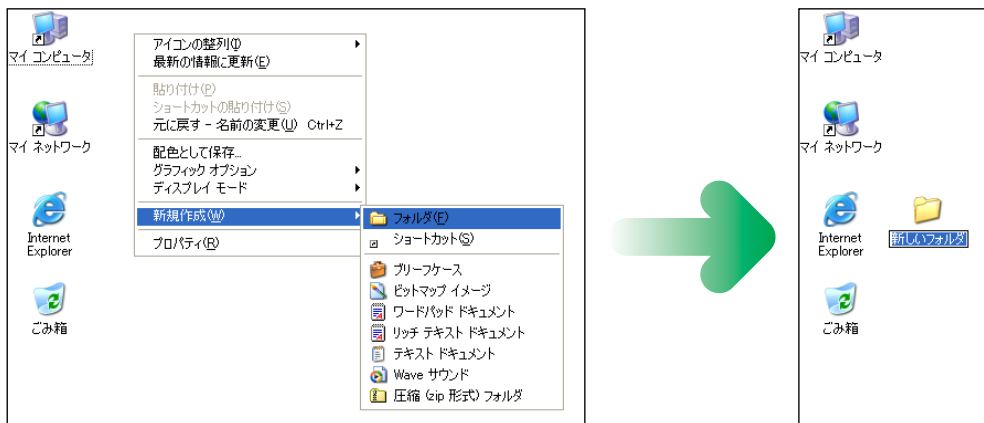 マイ コンピュータ
マイ ネットワーク
Internet
Explorer
ごみ箱
アイコンの整列(I)
最新の情報に更新(E)
貼り付け(P)
ショートカットの貼り付け(S)
元に戻す - 名前の変更(U) Ctrl+Z
配色として保存...
グラフィック オプション
ディスプレイ モード
新規作成(W)
プロパティ(R)
フォルダ(F)
ショートカット(S)
ブリーフケース
ビットマップ イメージ
ワードパッド ドキュメント
リッチ テキスト ドキュメント
テキスト ドキュメント
Wave サウンド
圧縮 (zip 形式) フォルダ
マイ コンピュータ
マイ ネットワーク
Internet
Explorer
新しいフォルダ
ごみ箱